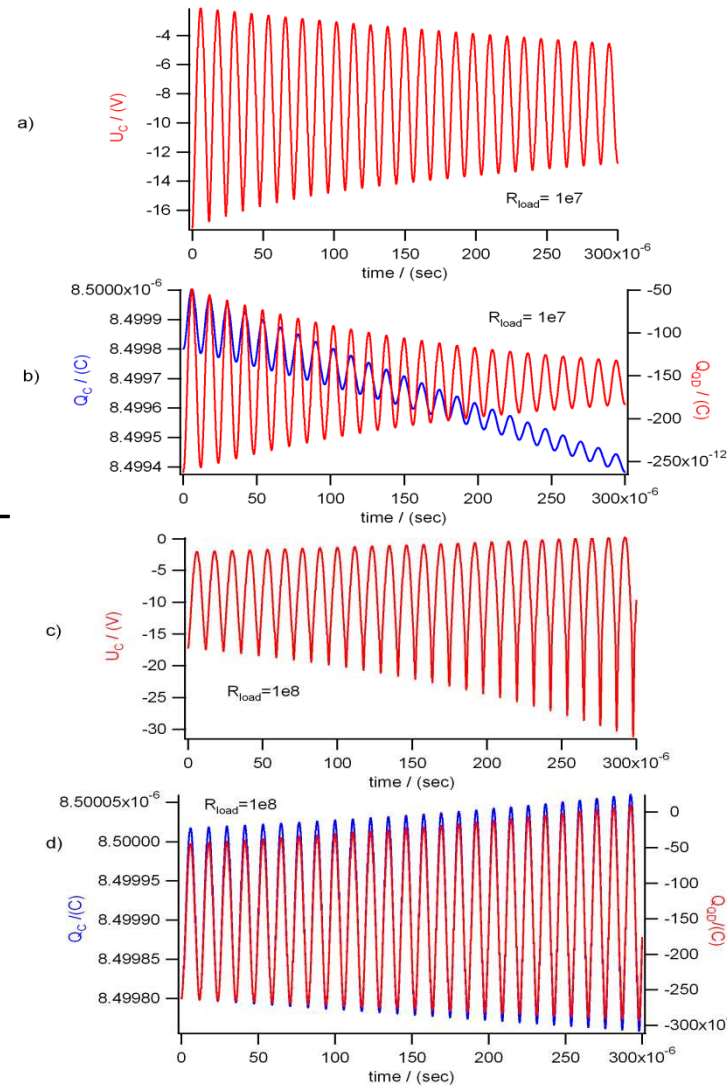 a)
U_C / (V)
-4
-6
-8
-10
-12
-14
-16
R_load= 1e7
0
50
100
150
200
250
300x10^-6
time / (sec)
b)
8.5000x10^-6
8.4999
8.4998
8.4997
8.4996
8.4995
8.4994
Q_C / (C)
R_load= 1e7
-50
-100
-150
-200
-250x10^-12
Q_QD / (C)
0
50
100
150
200
250
300x10^-6
time / (sec)
c)
U_C / (V)
0
-5
-10
-15
-20
-25
-30
R_load=1e8
0
50
100
150
200
250
300x10^-6
time / (sec)
d)
8.50005x10^-6
8.50000
8.49995
8.49990
8.49985
8.49980
Q_C /(C)
R_load=1e8
0
-50
-100
-150
-200
-250
Q_QD/(C)
0
50
100
150
200
250
300x10^-6
time / (sec)